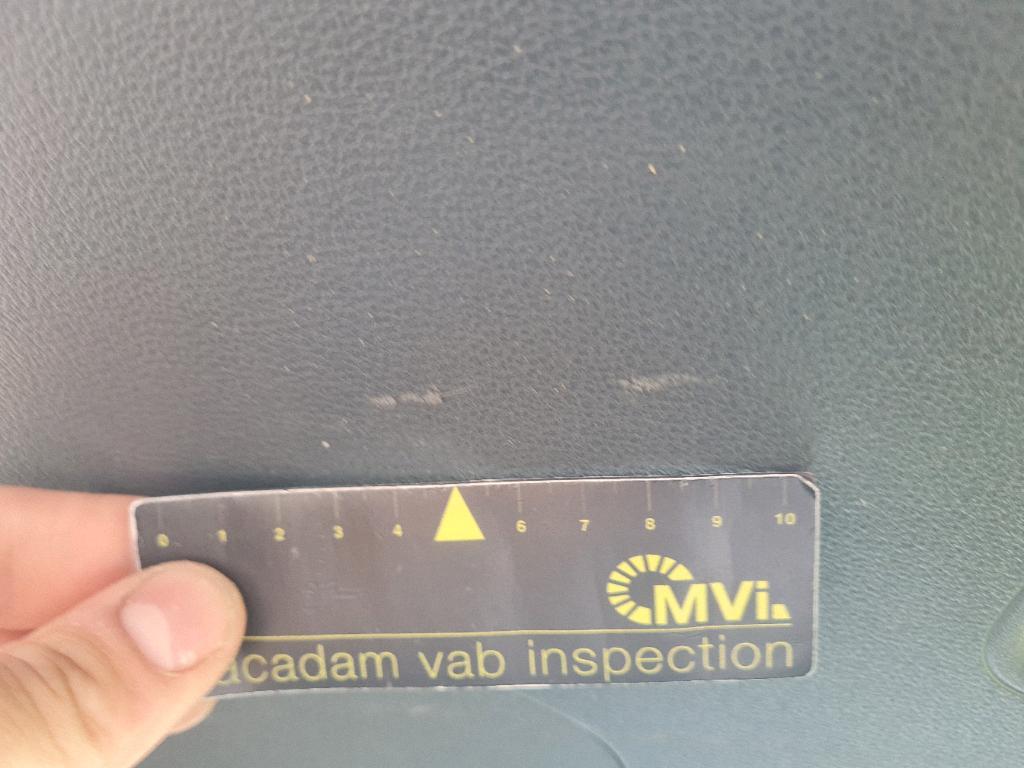 0 1 2 3 4 6 7 8 9 10
MVi.
acadam vab inspection